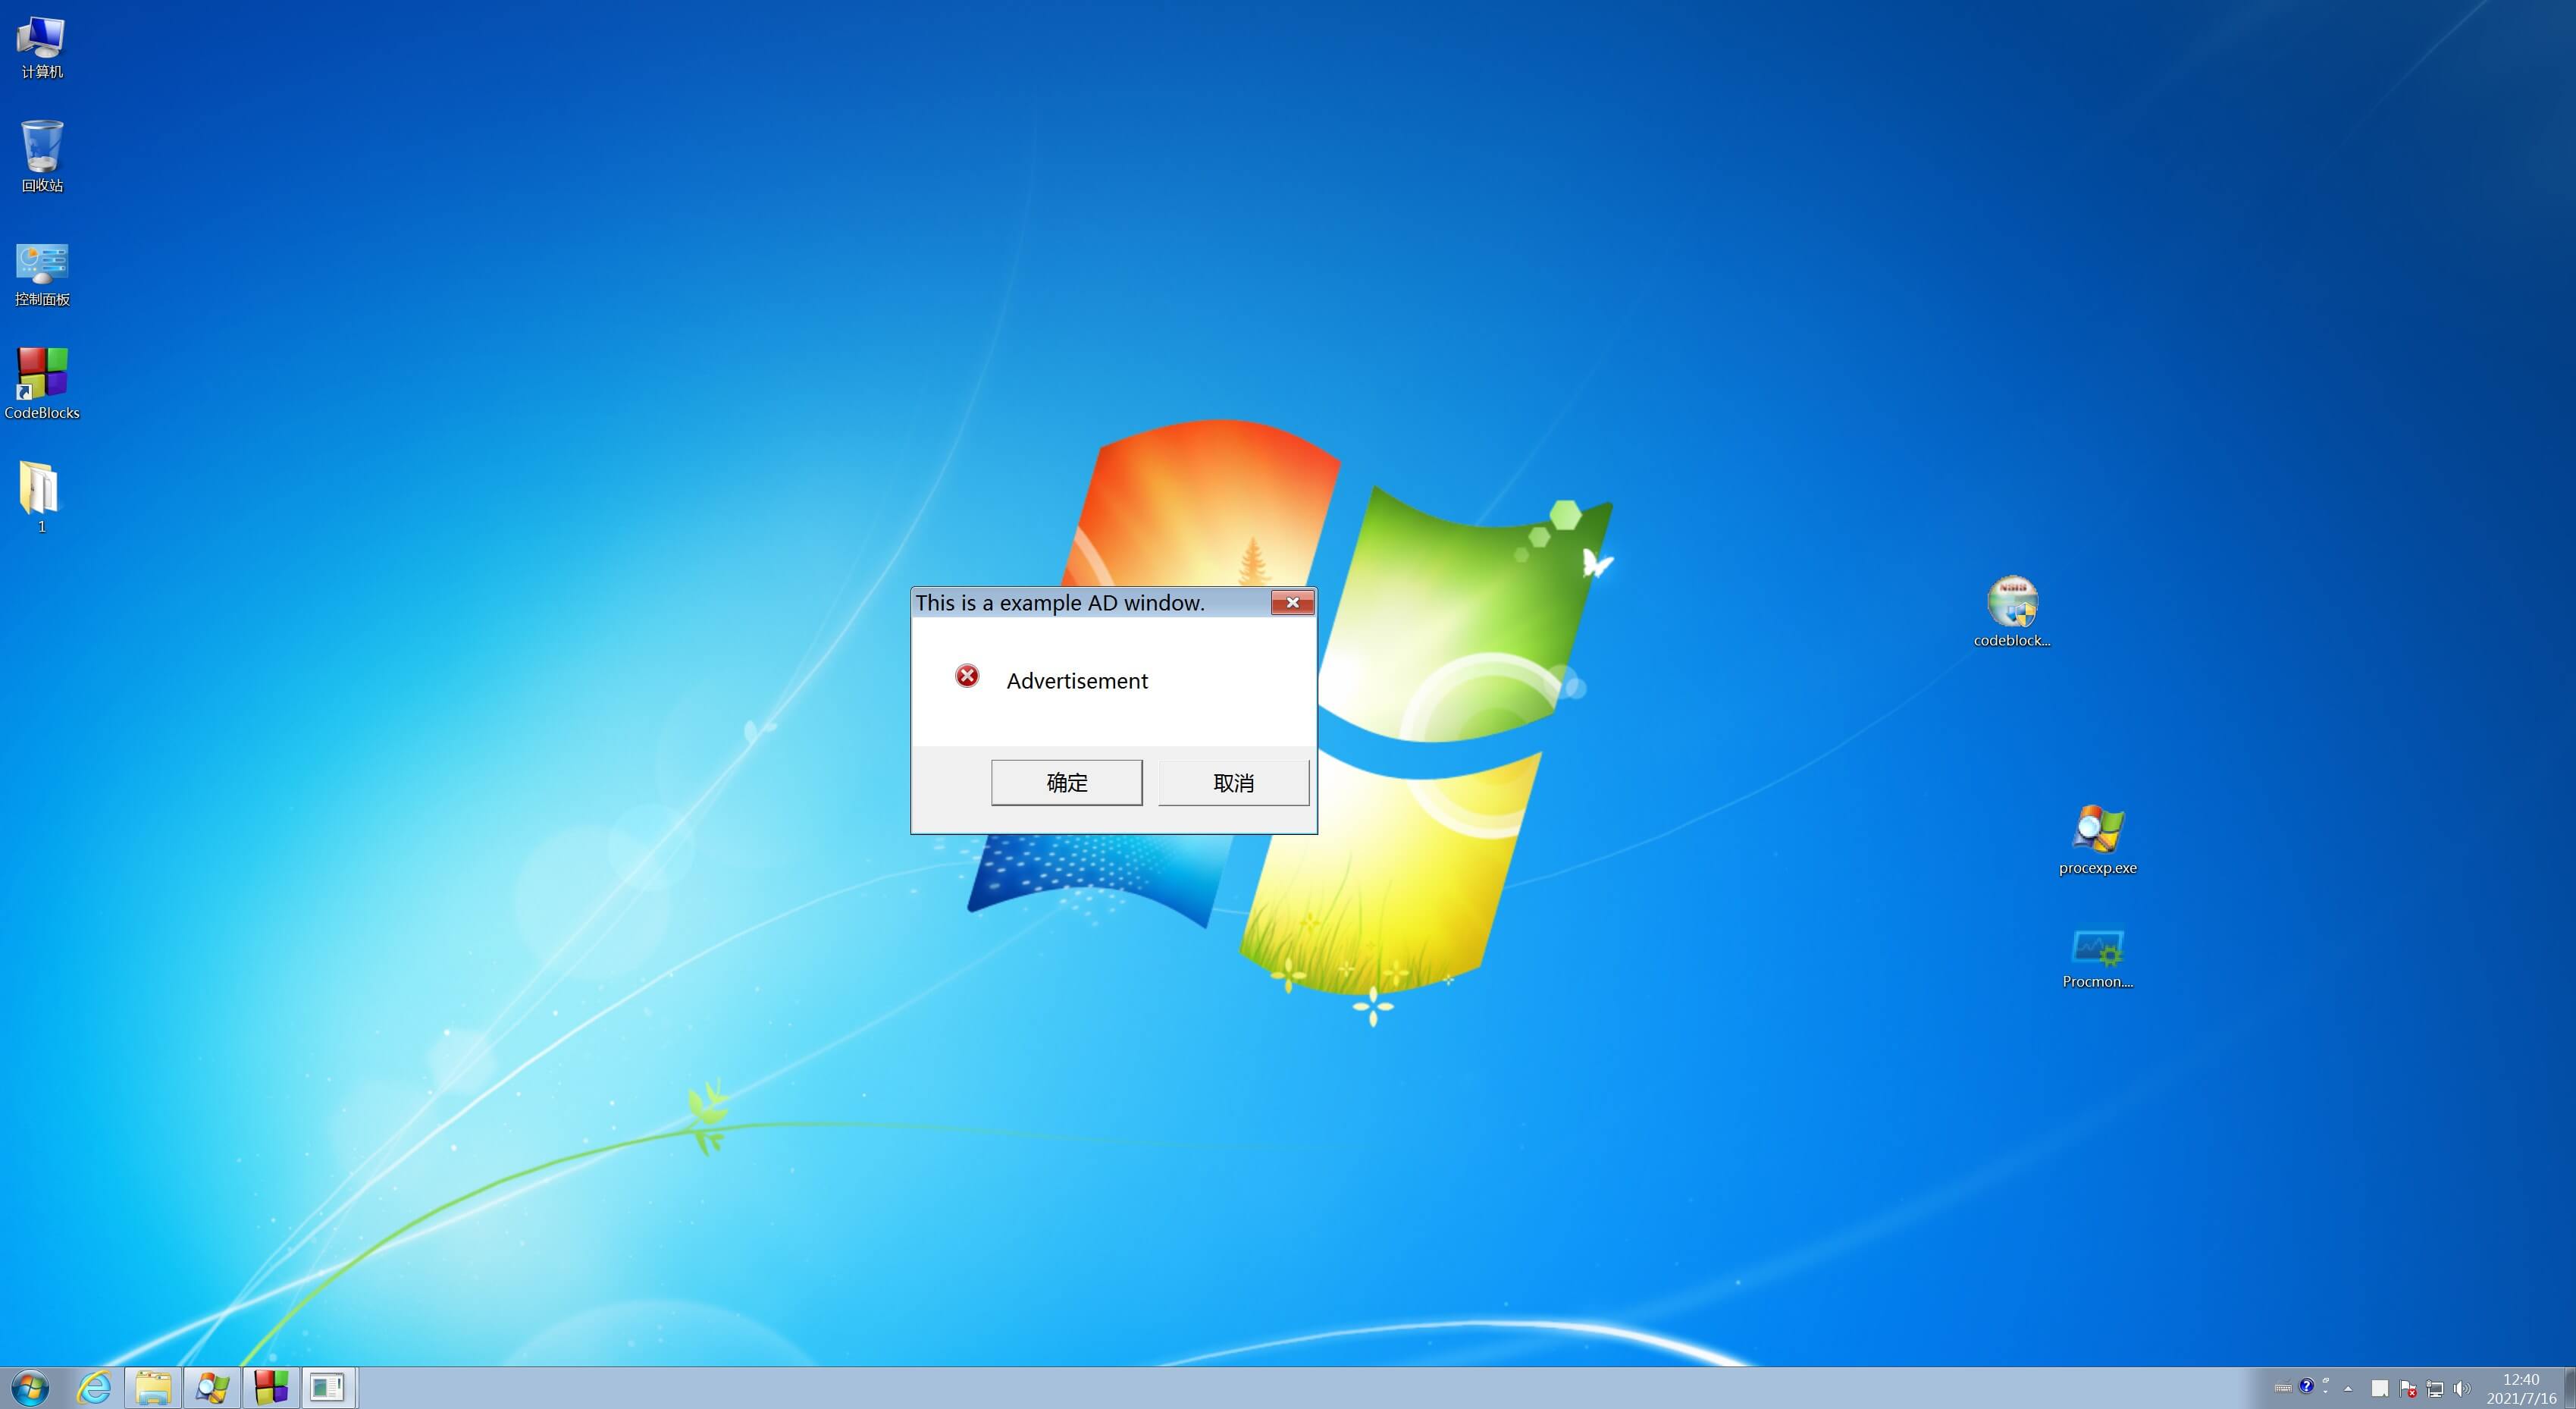 计算机
回收站
控制面板
CodeBlocks
1
This is a example AD window.
Advertisement
确定
取消
codeblock...
procexp.exe
Procmon....
12:40
2021/7/16